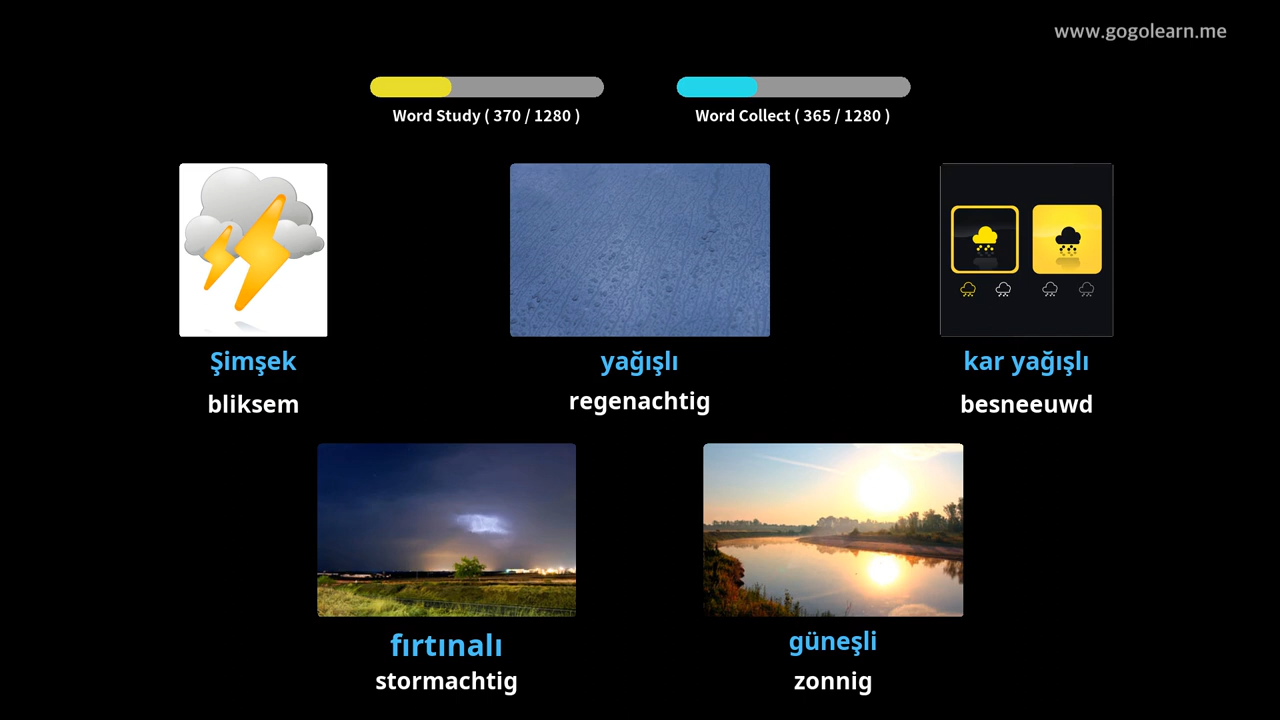 www.gogolearn.me
Word Study ( 370 / 1280 )
Word Collect ( 365 / 1280 )
Şimşek
yağışlı
kar yağışlı
bliksem
regenachtig
besneeuwd
fırtınalı
güneşli
stormachtig
zonnig